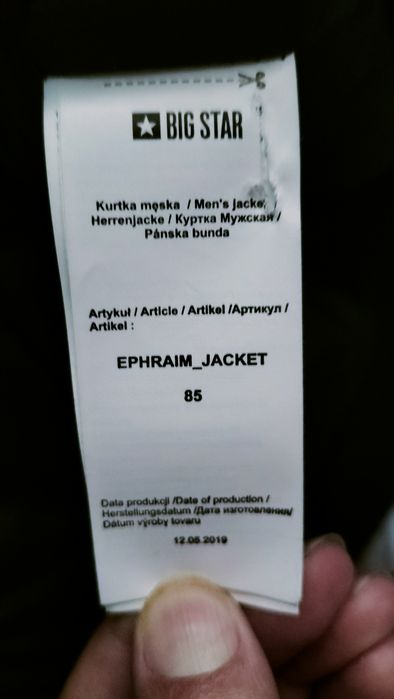 BIG STAR
Kurtka męska / Men's jacke
Herrenjacke / Куртка Мужская /
Pánska bunda
Artykuł / Article / Artikel /Артикул /
Artikel :
EPHRAIM_JACKET
85
Data produkcji /Date of production /
Herstellungsdatum /Дата изготовления/
Dátum výroby tovaru
12.05.2019